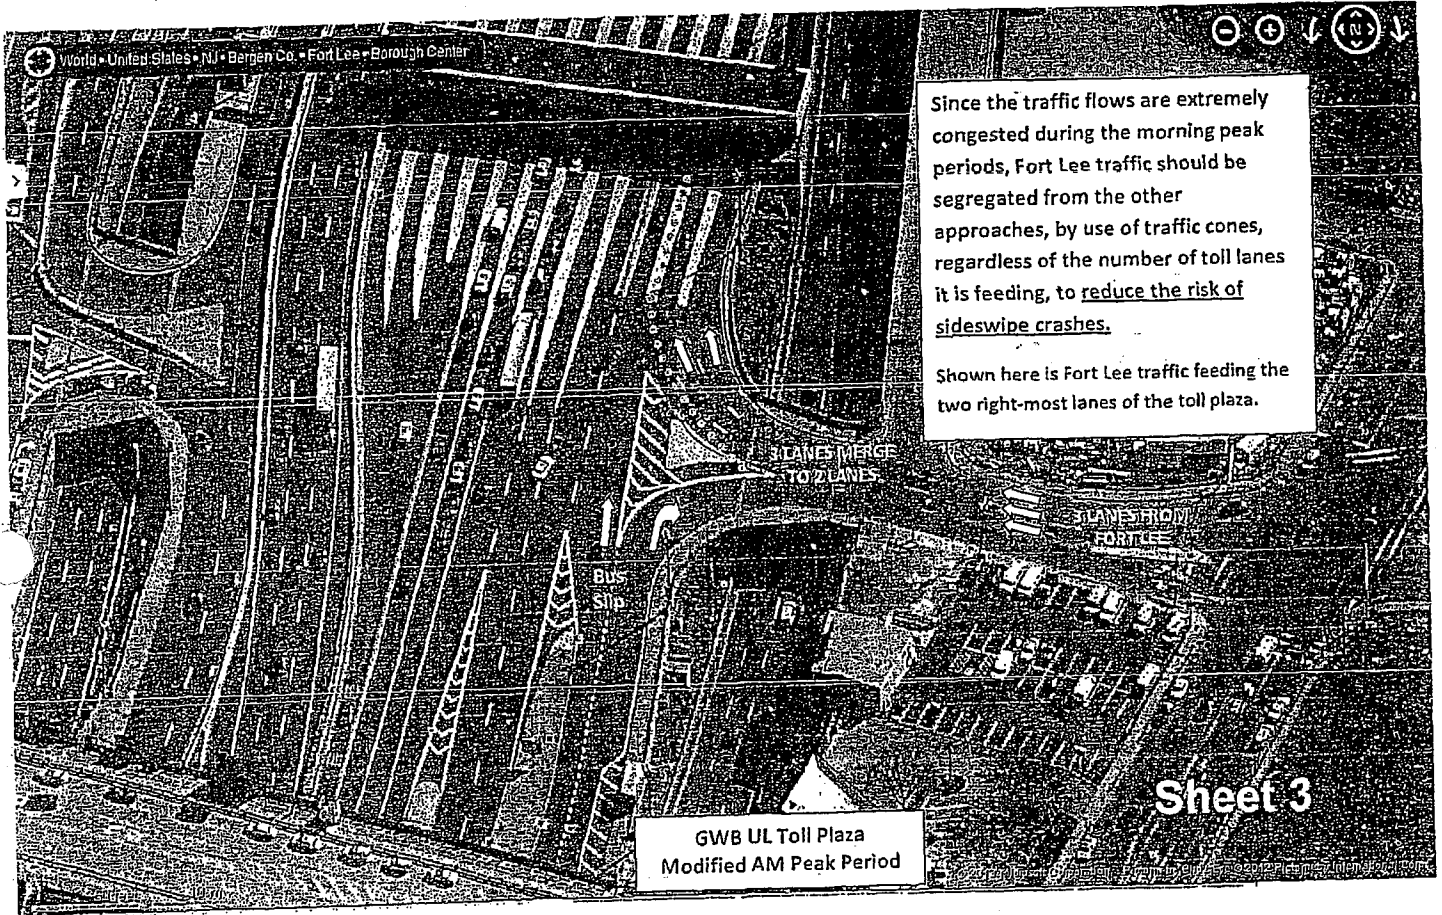 World • United States • NJ • Bergen Co. • Fort Lee • Borough Center
Since the traffic flows are extremely
congested during the morning peak
periods, Fort Lee traffic should be
segregated from the other
approaches, by use of traffic cones,
regardless of the number of toll lanes
it is feeding, to reduce the risk of
sideswipe crashes.
Shown here is Fort Lee traffic feeding the
two right-most lanes of the toll plaza.
3 LANES MERGE
TO 2 LANES
3 LANES FROM
FORT LEE
Bus
Slip
Sheet 3
GWB UL Toll Plaza
Modified AM Peak Period